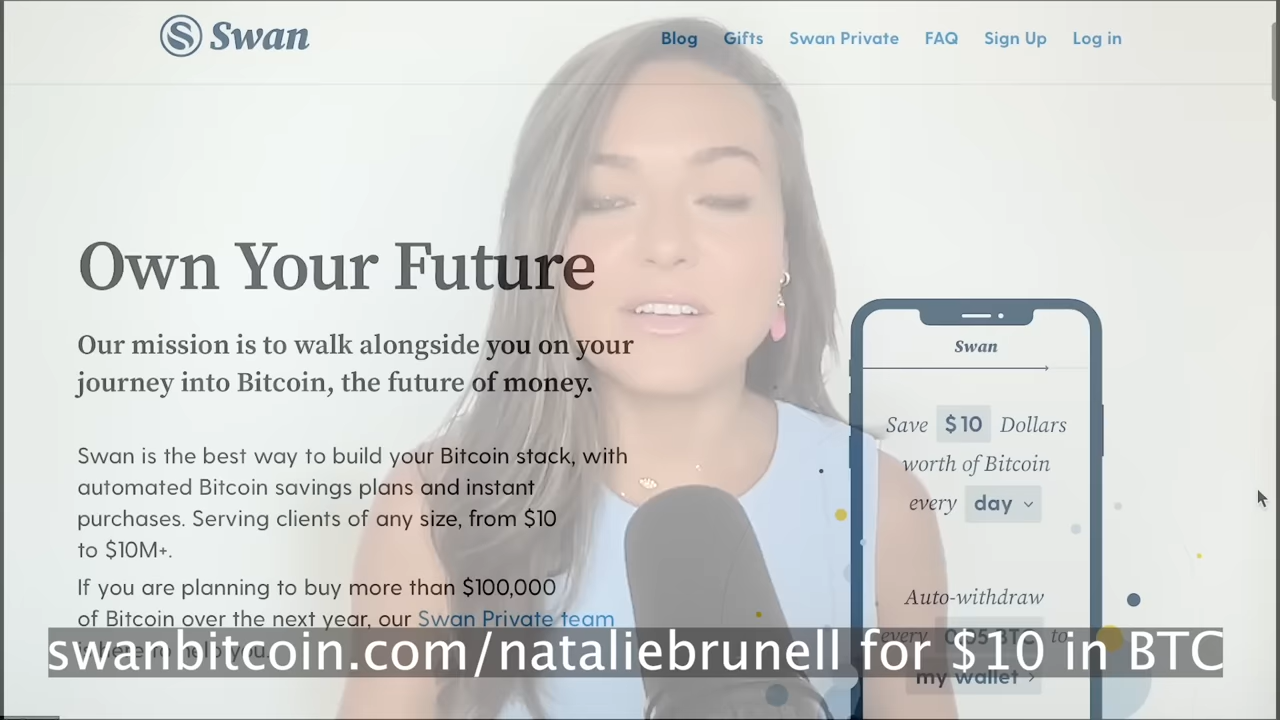 Swan
Blog Gifts Swan Private FAQ Sign Up Log in
Own Your Future
Our mission is to walk alongside you on your
journey into Bitcoin, the future of money.
Swan is the best way to build your Bitcoin stack, with
automated Bitcoin savings plans and instant
purchases. Serving clients of any size, from $10
to $10M+.
If you are planning to buy more than $100,000
of Bitcoin over the next year, our Swan Private team
Swan
Save $10 Dollars
worth of Bitcoin
every day
Auto-withdraw
every 0.05 BTC to
my wallet
swanbitcoin.com/nataliebrunell for $10 in BTC